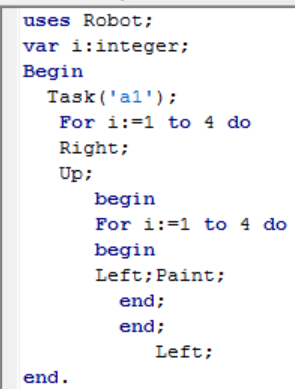 uses Robot;
var i:integer;
Begin
Task('a1');
For i:=1 to 4 do
Right;
Up;
begin
For i:=1 to 4 do
begin
Left;Paint;
end;
end;
Left;
end.